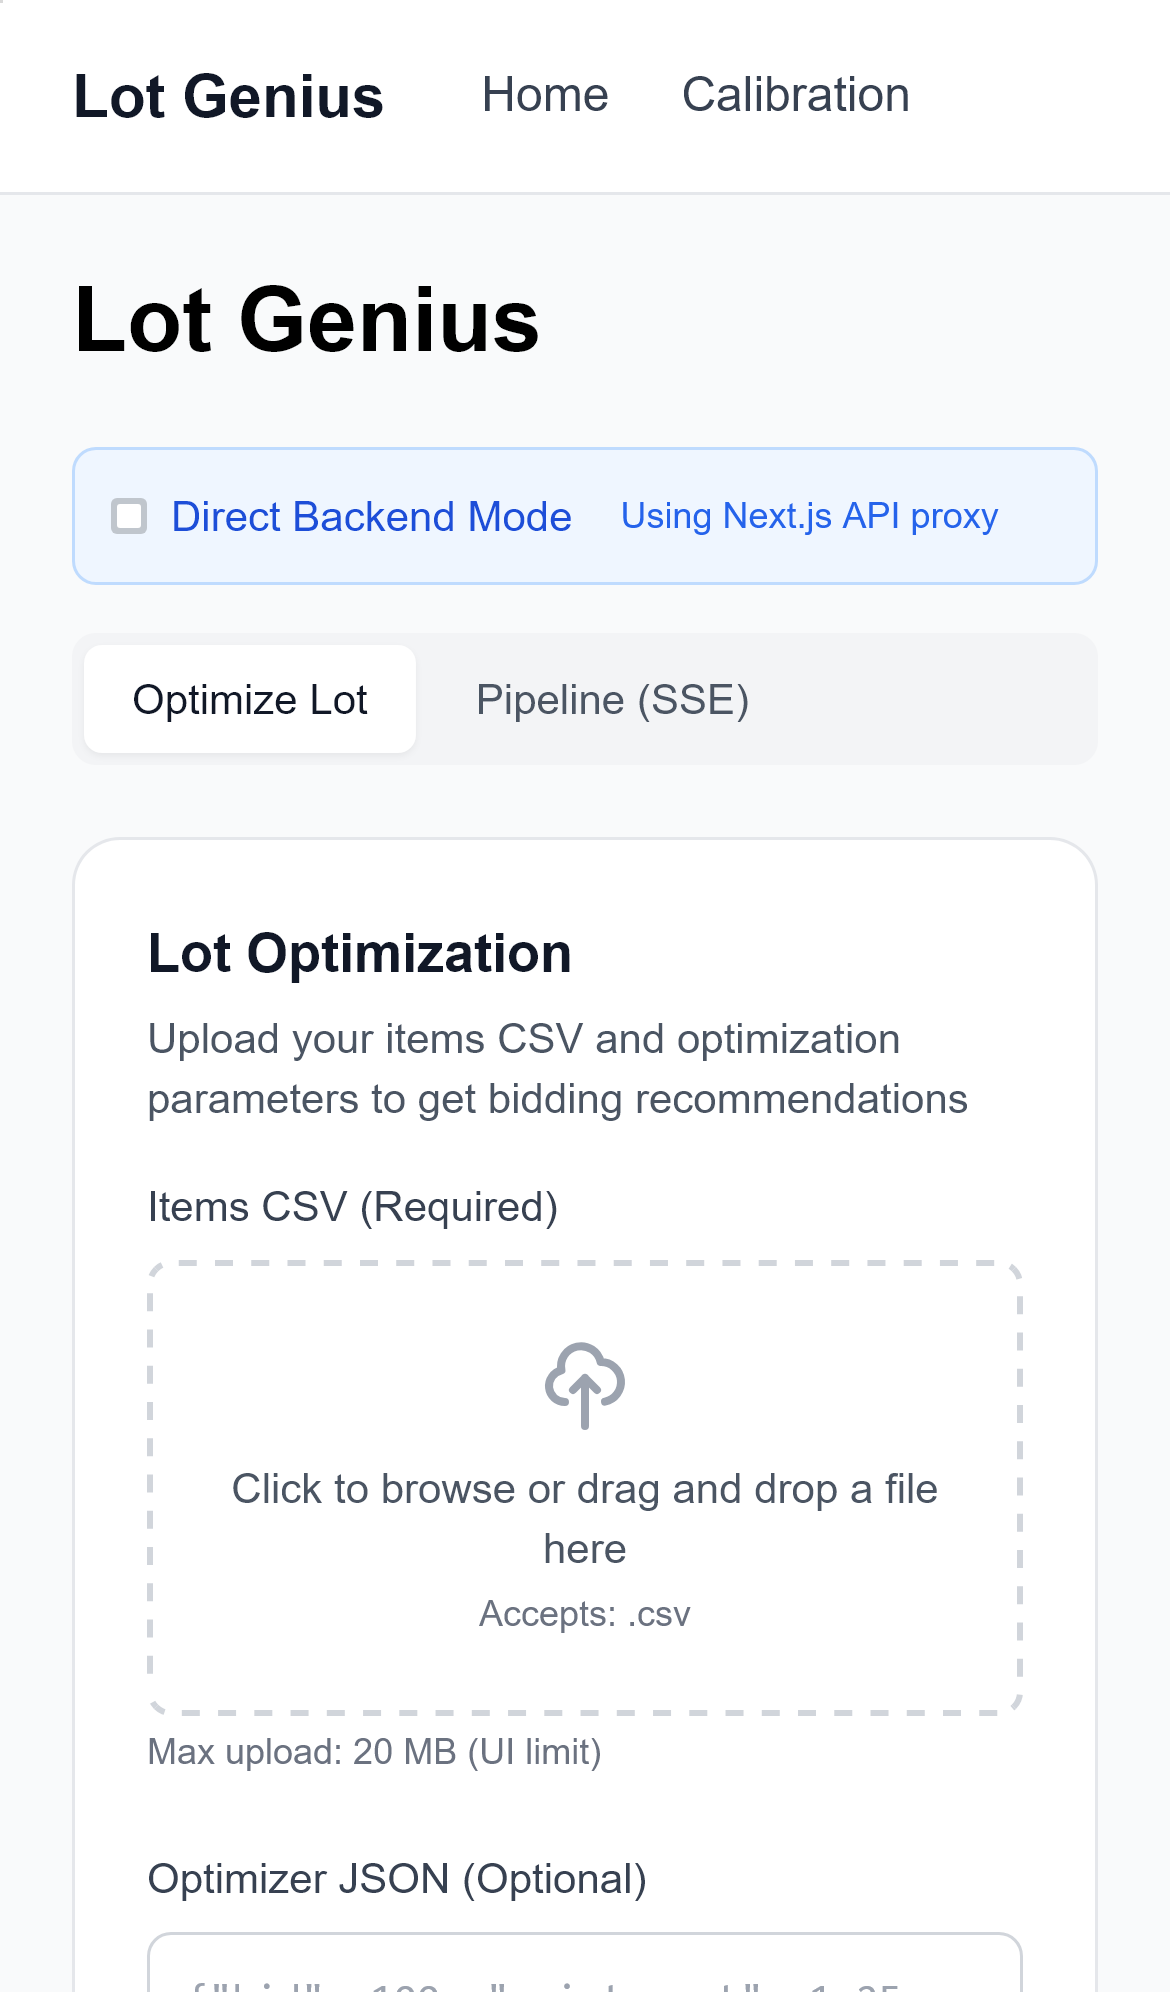 Lot Genius
Home
Calibration
Lot Genius
Direct Backend Mode
Using Next.js API proxy
Optimize Lot
Pipeline (SSE)
Lot Optimization
Upload your items CSV and optimization
parameters to get bidding recommendations
Items CSV (Required)
Click to browse or drag and drop a file
here
Accepts: .csv
Max upload: 20 MB (UI limit)
Optimizer JSON (Optional)